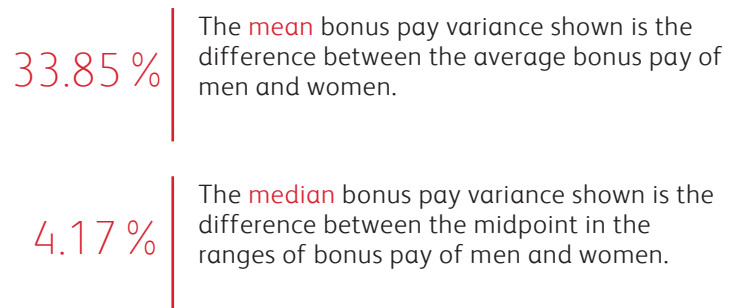 33.85 %
The mean bonus pay variance shown is the
difference between the average bonus pay of
men and women.
4.17 %
The median bonus pay variance shown is the
difference between the midpoint in the
ranges of bonus pay of men and women.